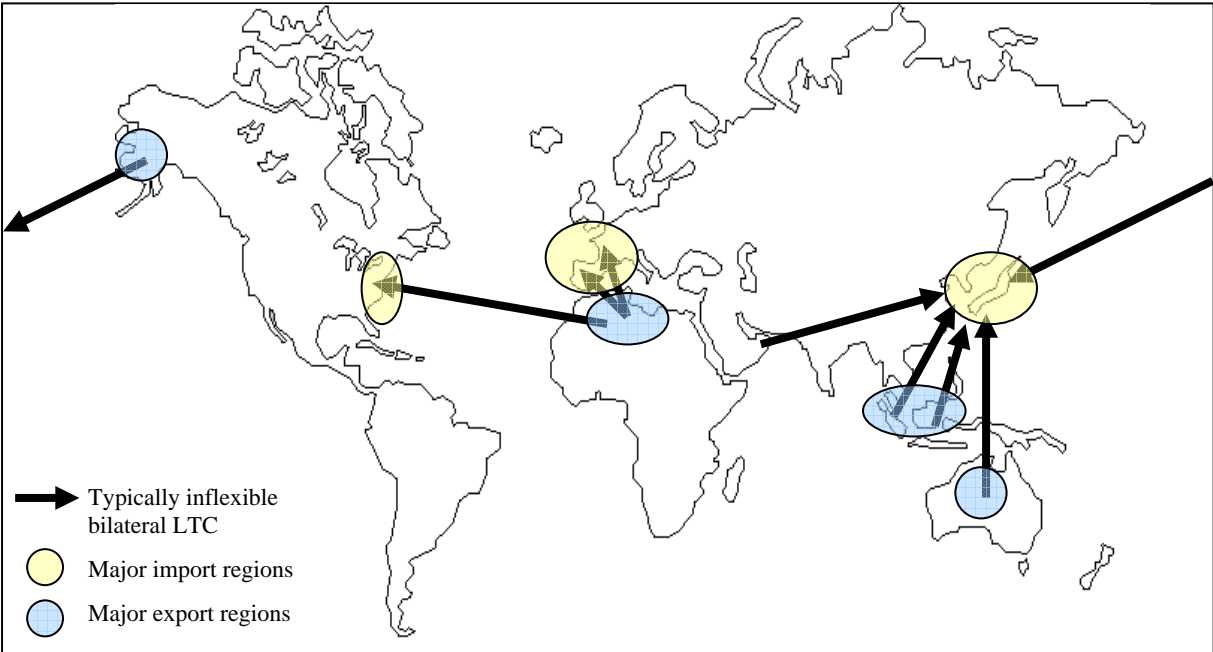 Typically inflexible
bilateral LTC
Major import regions
Major export regions